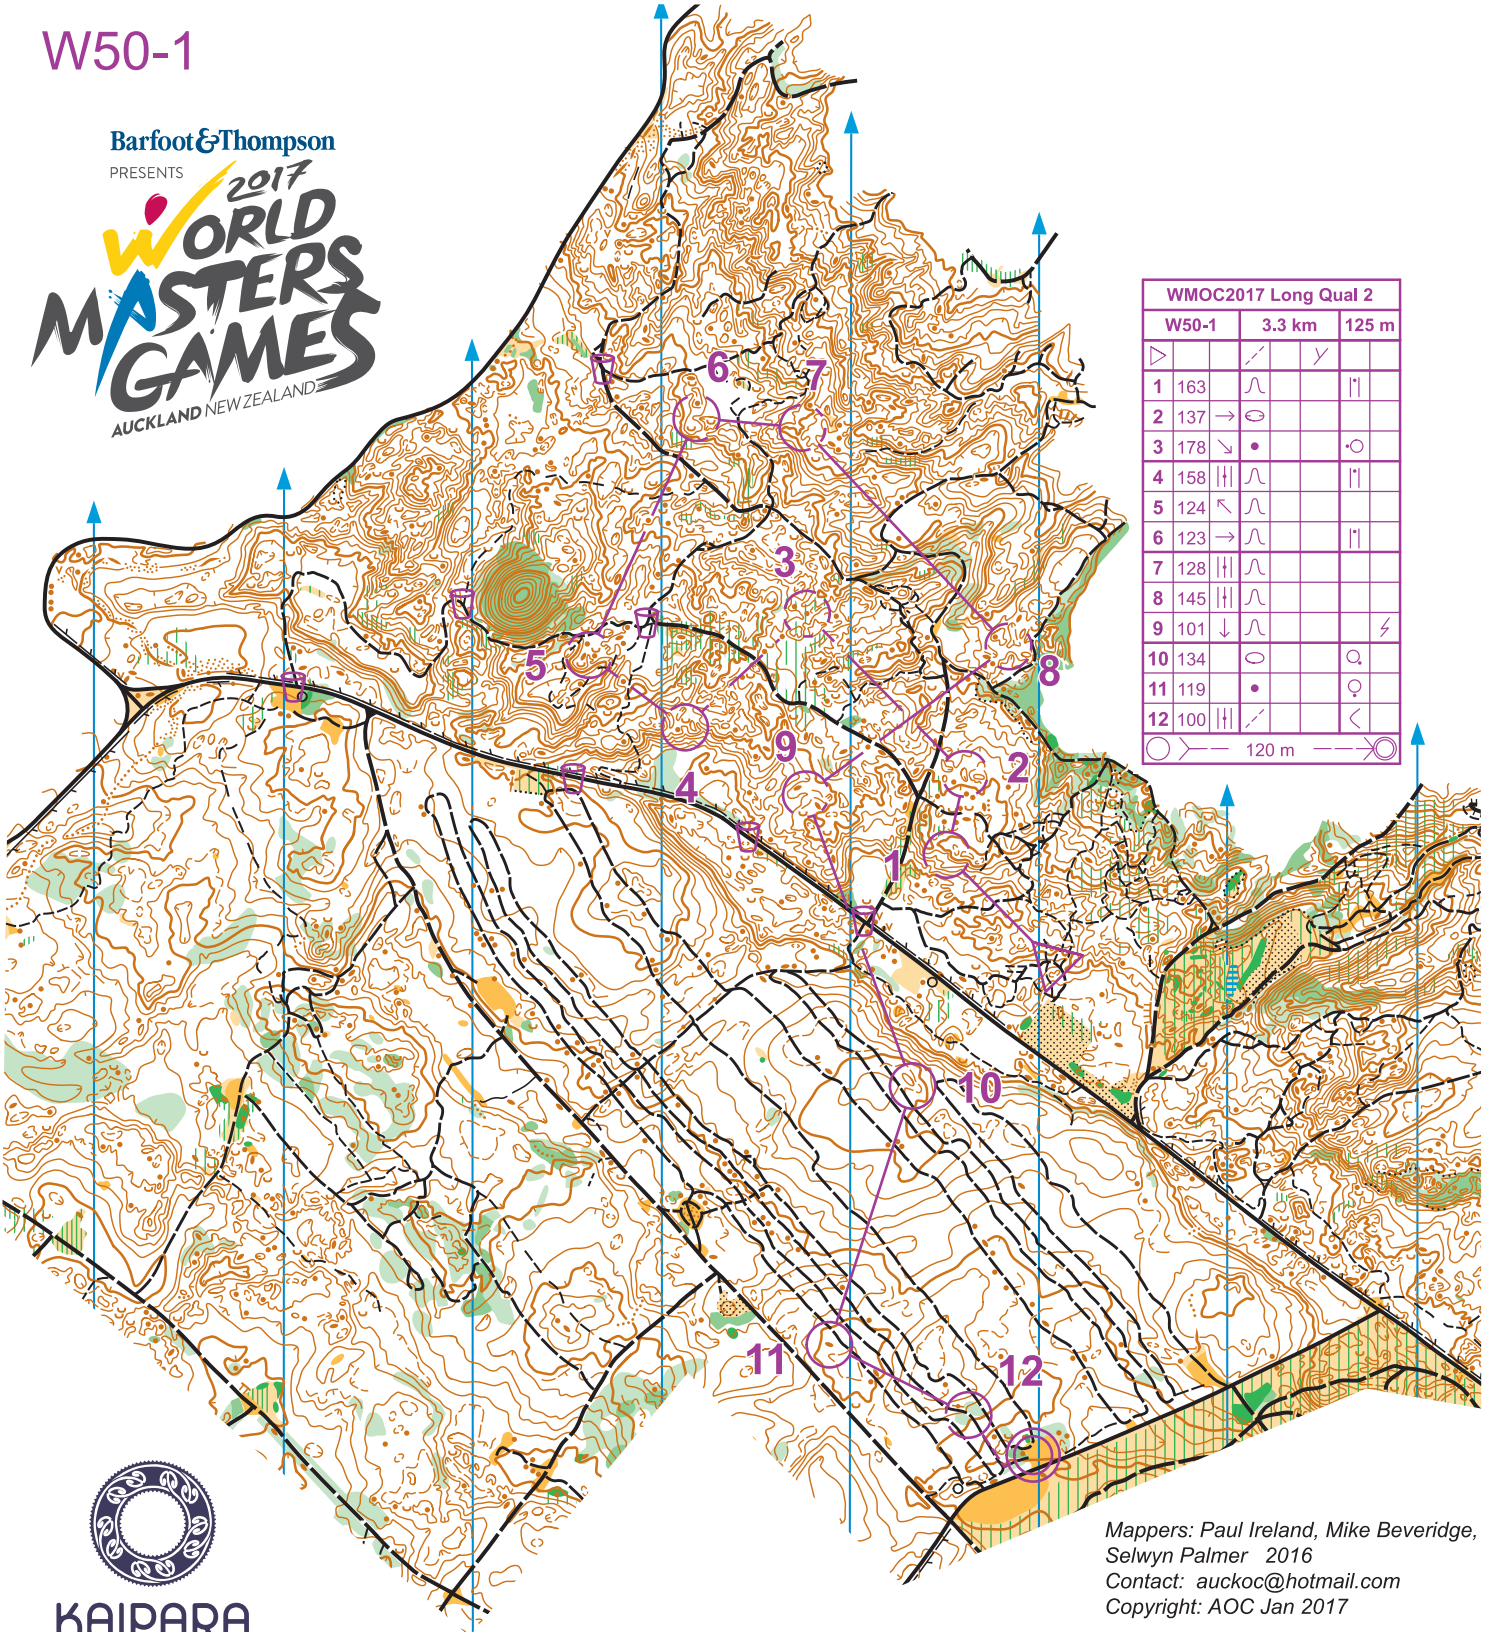 W50-1
Barfoot&Thompson
PRESENTS
2017
WORLD
MASTERS
GAMES
AUCKLAND NEW ZEALAND
WMOC2017 Long Qual 2
W50-1 3.3 km 125 m
1 163
2 137
3 178
4 158
5 124
6 123
7 128
8 145
9 101
10 134
11 119
12 100
120 m
6
7
3
5
8
9
2
4
1
10
11
12
Mappers: Paul Ireland, Mike Beveridge,
Selwyn Palmer 2016
Contact: auckoc@hotmail.com
Copyright: AOC Jan 2017
KAIPARA